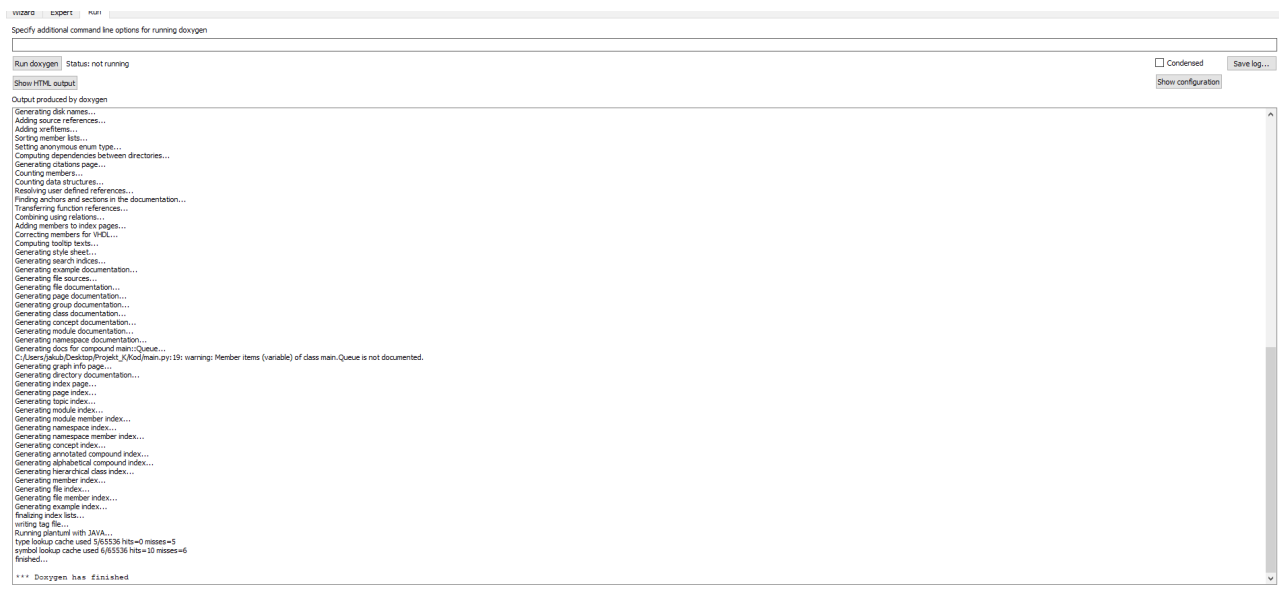 Wizard Expert Run
Specify additional command line options for running doxygen
Run doxygen Status: not running
Condensed Save log...
Show HTML output
Show configuration
Output produced by doxygen
Generating disk names...
Adding source references...
Adding xrefitems...
Sorting member lists...
Setting anonymous enum type...
Computing dependencies between directories...
Generating citations page...
Counting members...
Counting data structures...
Resolving user defined references...
Finding anchors and sections in the documentation...
Transferring function references...
Combining using relations...
Adding members to index pages...
Correcting members for VHDL...
Computing tooltip texts...
Generating style sheet...
Generating search indices...
Generating example documentation...
Generating file sources...
Generating file documentation...
Generating page documentation...
Generating group documentation...
Generating class documentation...
Generating concept documentation...
Generating module documentation...
Generating namespace documentation...
Generating docs for compound main::Queue...
C:/Users/jakub/Desktop/Projekt_K/Kod/main.py:19: warning: Member items (variable) of class main.Queue is not documented.
Generating graph info page...
Generating directory documentation...
Generating index page...
Generating page index...
Generating topic index...
Generating module index...
Generating module member index...
Generating namespace index...
Generating namespace member index...
Generating concept index...
Generating annotated compound index...
Generating alphabetical compound index...
Generating hierarchical class index...
Generating member index...
Generating file index...
Generating file member index...
Generating example index...
finalizing index lists...
writing tag file...
Running plantuml with JAVA...
type lookup cache used 5/65536 hits=0 misses=5
symbol lookup cache used 6/65536 hits=10 misses=6
finished...
*** Doxygen has finished